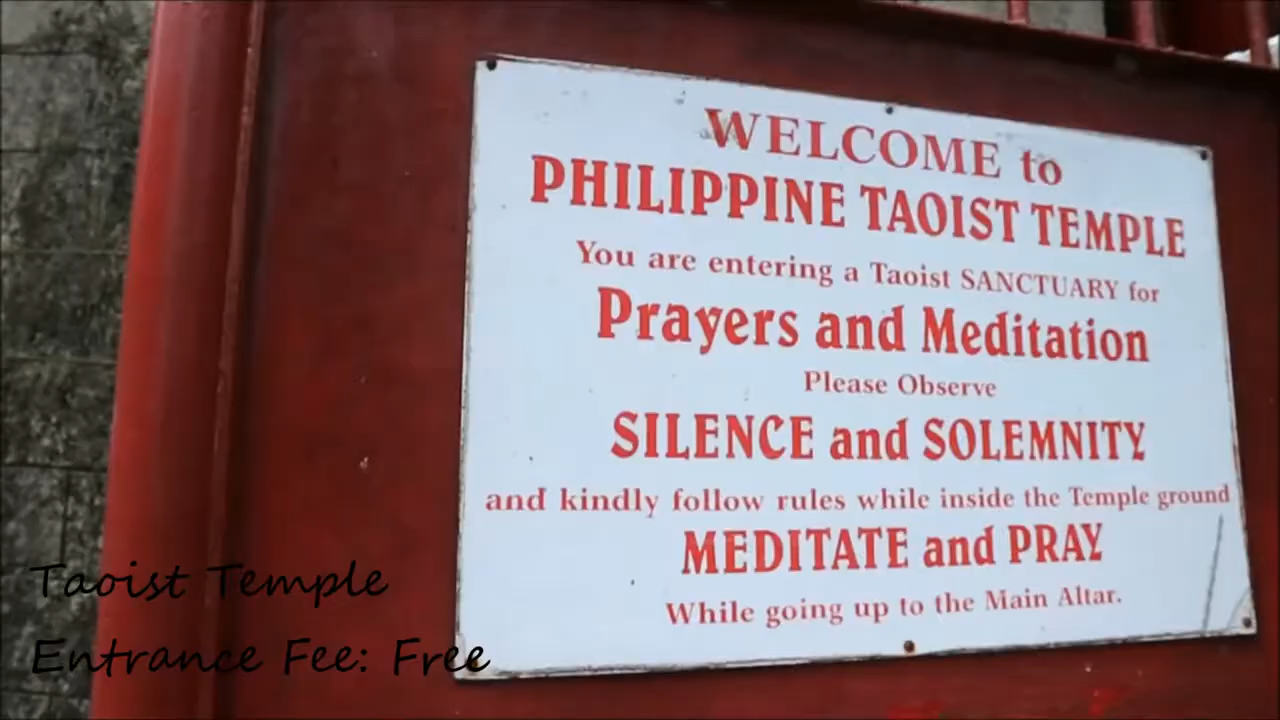 WELCOME to
PHILIPPINE TAOIST TEMPLE
You are entering a Taoist SANCTUARY for
Prayers and Meditation
Please Observe
SILENCE and SOLEMNITY
and kindly follow rules while inside the Temple ground
MEDITATE and PRAY
While going up to the Main Altar.
Taoist Temple
Entrance Fee: Free